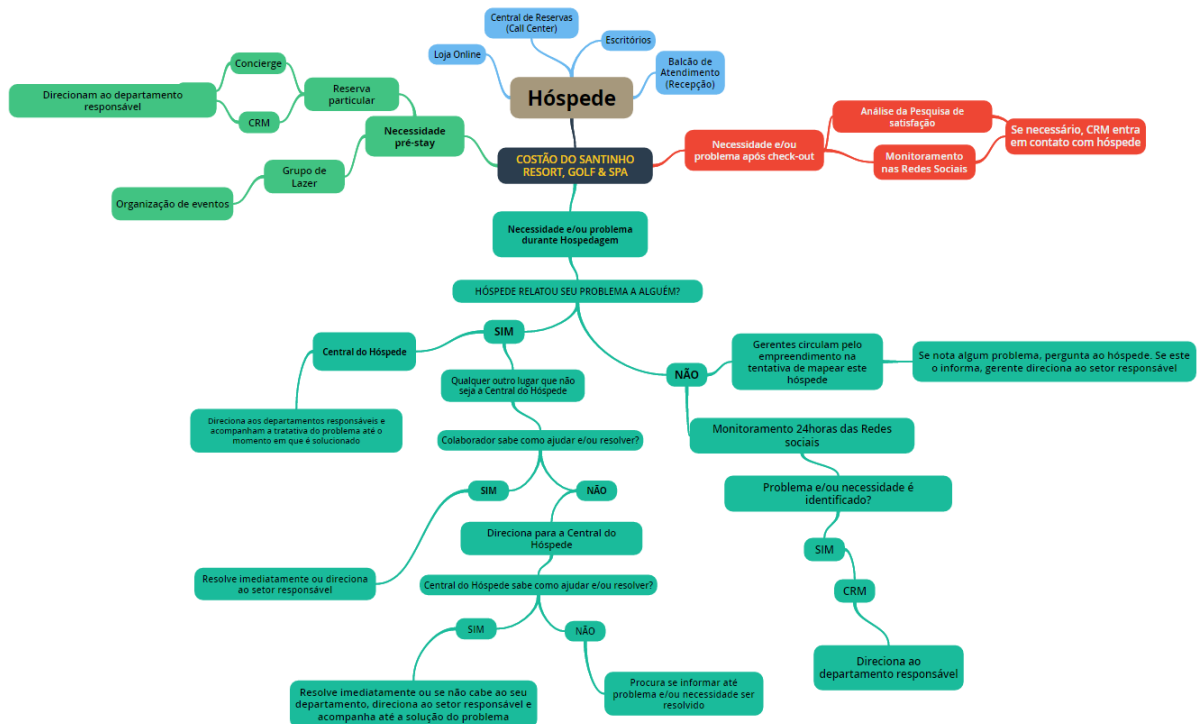 Central de Reservas
(Call Center)
Loja Online
Escritórios
Balcão de
Atendimento
(Recepção)
Hóspede
Concierge
Direcionam ao departamento
responsável
Reserva
particular
CRM
Necessidade
pré-stay
Grupo de
Lazer
Organização de eventos
COSTÃO DO SANTINHO
RESORT, GOLF & SPA
Necessidade e/ou
problema após check-out
Análise da Pesquisa de
satisfação
Monitoramento
nas Redes Sociais
Se necessário, CRM entra
em contato com hóspede
Necessidade e/ou problema
durante Hospedagem
HÓSPEDE RELATOU SEU PROBLEMA A ALGUÉM?
SIM
Central do Hóspede
Direciona aos departamentos responsáveis e
acompanham a tratativa do problema até o
momento em que é solucionado
Qualquer outro lugar que não
seja a Central do Hóspede
Colaborador sabe como ajudar e/ou resolver?
SIM
NÃO
Resolve imediatamente ou direciona
ao setor responsável
Direciona para a Central do
Hóspede
Central do Hóspede sabe como ajudar e/ou resolver?
SIM
NÃO
Resolve imediatamente ou se não cabe ao seu
departamento, direciona ao setor responsável e
acompanha até a solução do problema
Procura se informar até
problema e/ou necessidade ser
resolvido
NÃO
Gerentes circulam pelo
empreendimento na
tentativa de mapear este
hóspede
Se nota algum problema, pergunta ao hóspede. Se este
o informa, gerente direciona ao setor responsável
Monitoramento 24horas das Redes
sociais
Problema e/ou necessidade é
identificado?
SIM
CRM
Direciona ao
departamento responsável